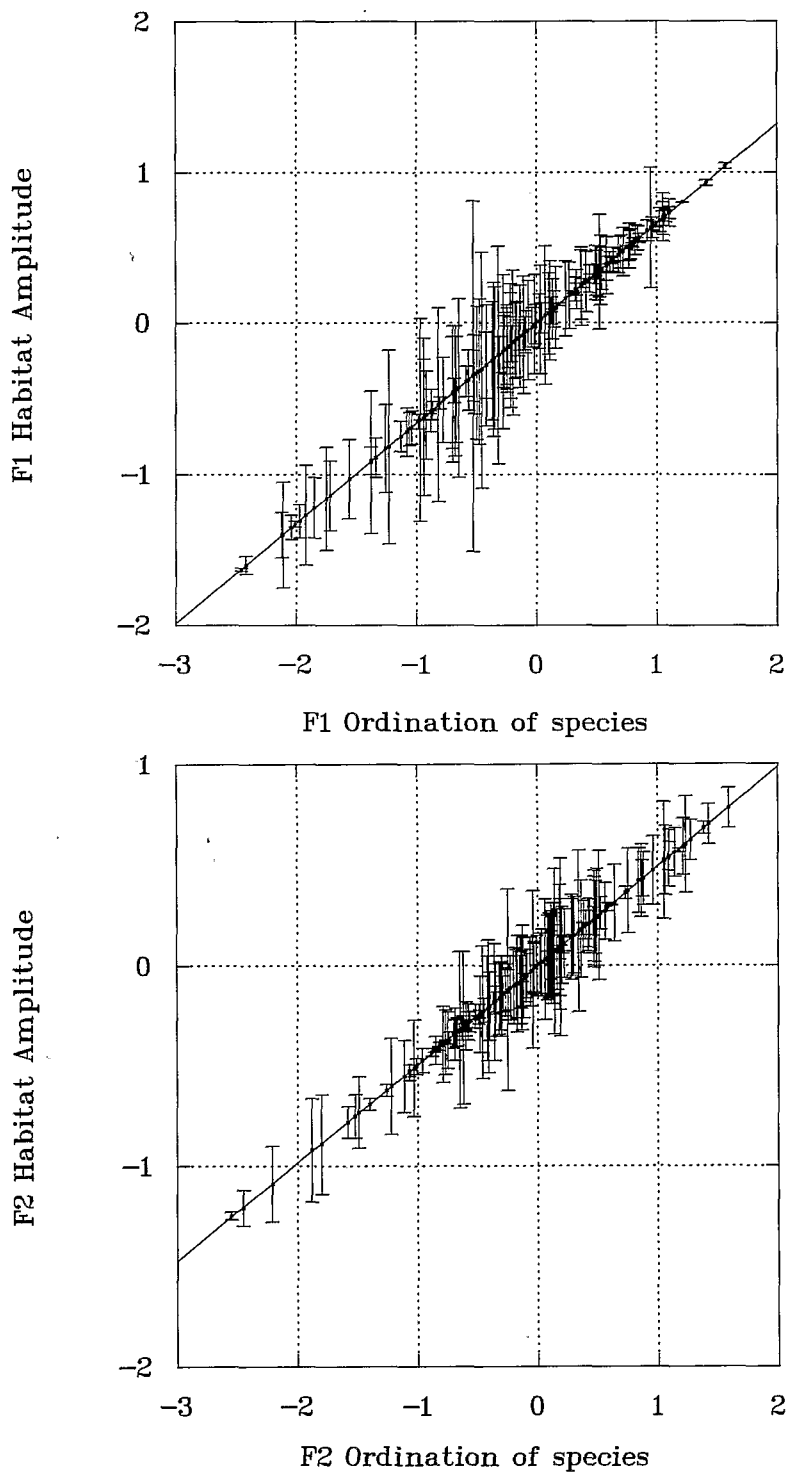 2
1
0
−1
−2
F1 Habitat Amplitude
−3 −2 −1 0 1 2
F1 Ordination of species
1
0
−1
−2
F2 Habitat Amplitude
−3 −2 −1 0 1 2
F2 Ordination of species